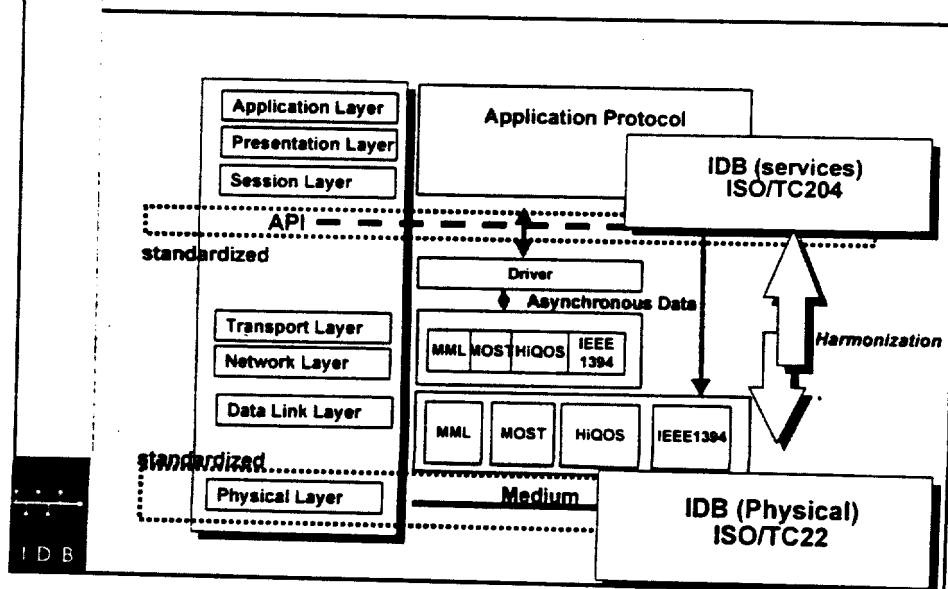 Application Layer
Presentation Layer
Session Layer
API
standardized
Transport Layer
Network Layer
Data Link Layer
standardized
Physical Layer
Application Protocol
IDB (services)
ISO/TC204
Driver
Asynchronous Data
MML
MOST
HiQOS
IEEE
1394
Harmonization
MML
MOST
HiQOS
IEEE1394
Medium
IDB (Physical)
ISO/TC22
I D B